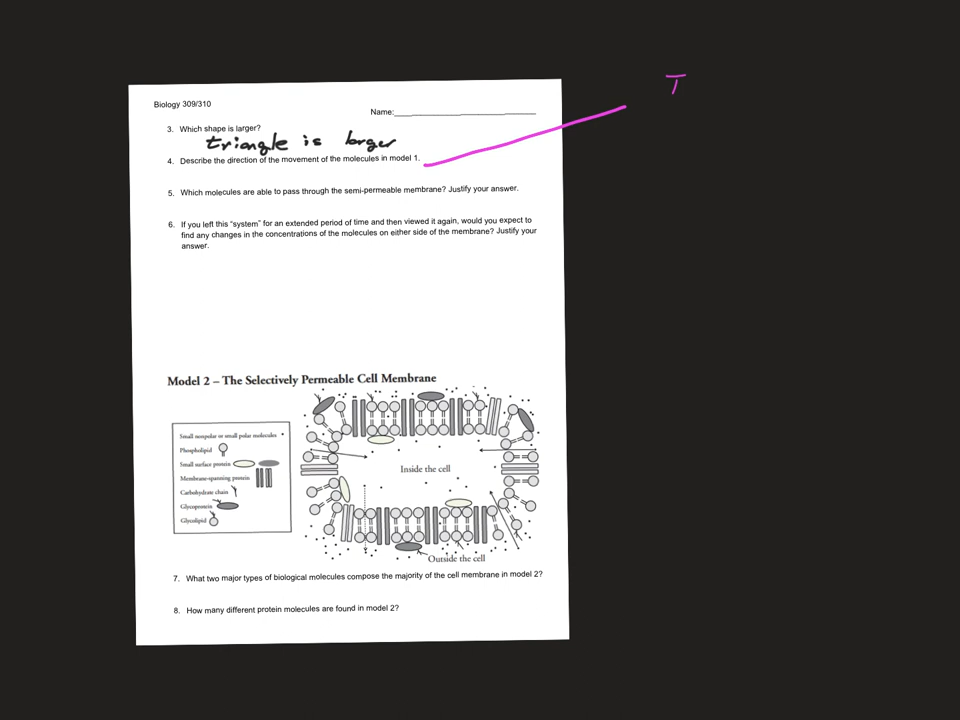 Biology 309/310
Name:
3. Which shape is larger?
triangle is larger
4. Describe the direction of the movement of the molecules in model 1.
T
5. Which molecules are able to pass through the semi-permeable membrane? Justify your answer.
6. If you left this "system" for an extended period of time and then viewed it again, would you expect to
find any changes in the concentrations of the molecules on either side of the membrane? Justify your
answer.
Model 2 – The Selectively Permeable Cell Membrane
Small nonpolar or small polar molecules
Phospholipid
Small surface protein
Membrane-spanning protein
Carbohydrate chain
Glycoprotein
Glycolipid
Inside the cell
Outside the cell
7. What two major types of biological molecules compose the majority of the cell membrane in model 2?
8. How many different protein molecules are found in model 2?